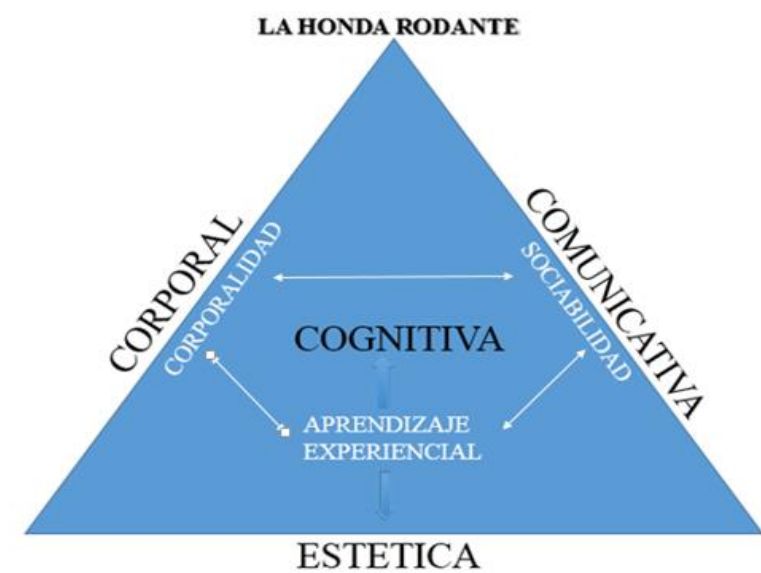 LA HONDA RODANTE
CORPORAL
CORPORALIDAD
COMUNICATIVA
SOCIABILIDAD
COGNITIVA
APRENDIZAJE
EXPERIENCIAL
ESTETICA